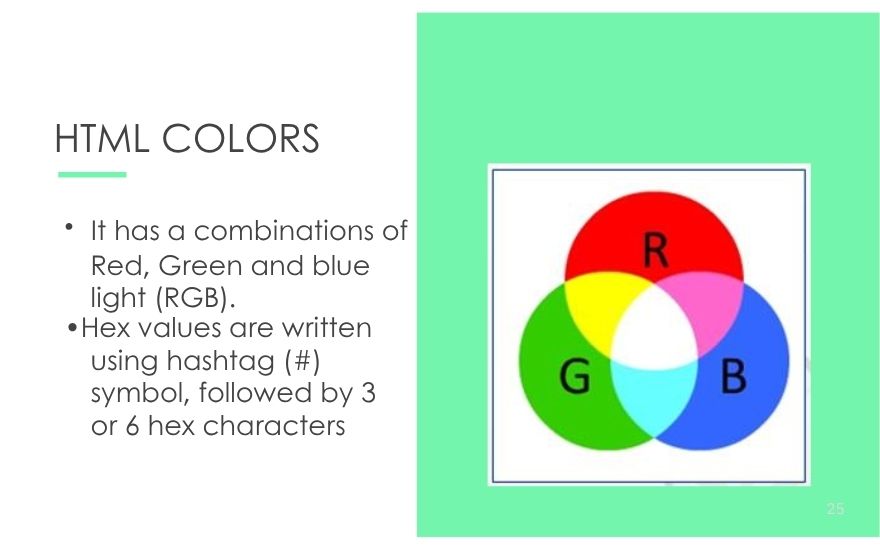 HTML COLORS
• It has a combinations of
Red, Green and blue
light (RGB).
•Hex values are written
using hashtag (#)
symbol, followed by 3
or 6 hex characters
R
G
B
25